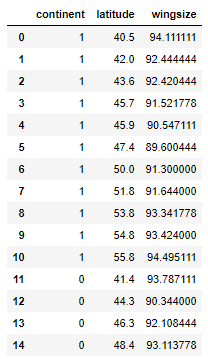 continent latitude wingsize
0 1 40.5 94.111111
1 1 42.0 92.444444
2 1 43.6 92.420444
3 1 45.7 91.521778
4 1 45.9 90.547111
5 1 47.4 89.600444
6 1 50.0 91.300000
7 1 51.8 91.644000
8 1 53.8 93.341778
9 1 54.8 93.424000
10 1 55.8 94.495111
11 0 41.4 93.787111
12 0 44.3 90.344000
13 0 46.3 92.108444
14 0 48.4 93.113778